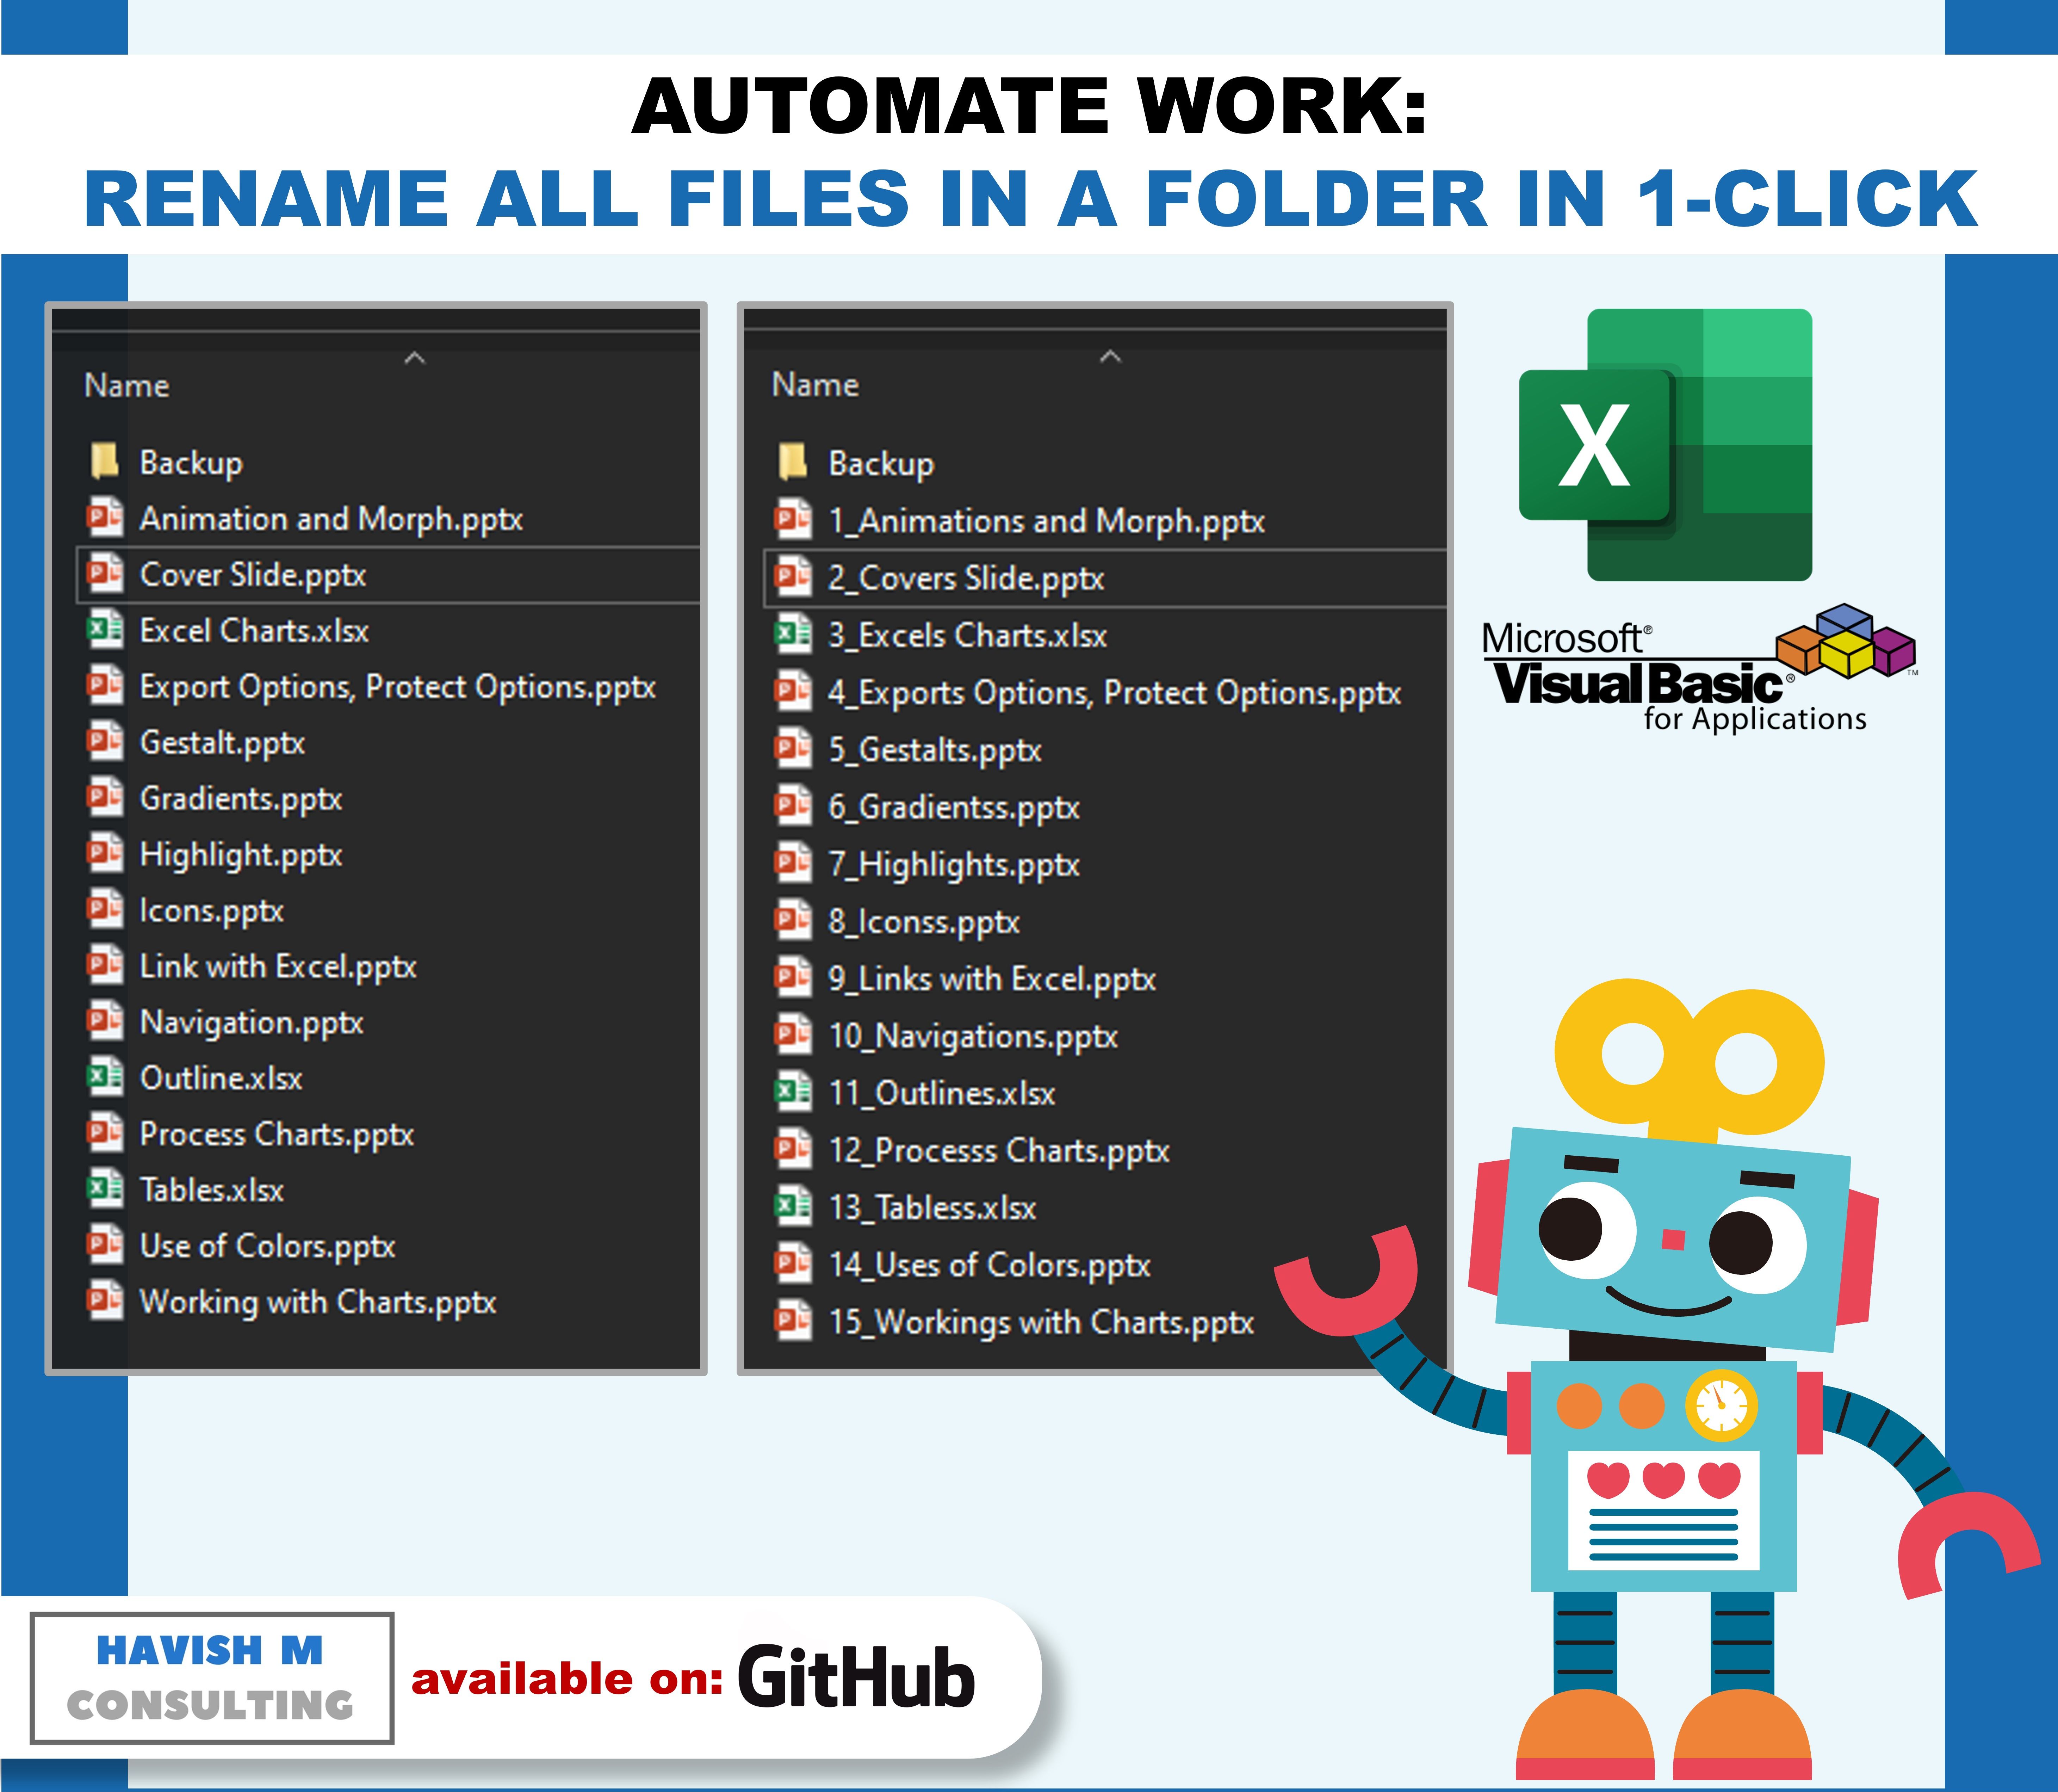 AUTOMATE WORK:
RENAME ALL FILES IN A FOLDER IN 1-CLICK
Name
Backup
Animation and Morph.pptx
Cover Slide.pptx
Excel Charts.xlsx
Export Options, Protect Options.pptx
Gestalt.pptx
Gradients.pptx
Highlight.pptx
Icons.pptx
Link with Excel.pptx
Navigation.pptx
Outline.xlsx
Process Charts.pptx
Tables.xlsx
Use of Colors.pptx
Working with Charts.pptx
Name
Backup
1_Animations and Morph.pptx
2_Covers Slide.pptx
3_Excels Charts.xlsx
4_Exports Options, Protect Options.pptx
5_Gestalts.pptx
6_Gradientss.pptx
7_Highlights.pptx
8_Iconss.pptx
9_Links with Excel.pptx
10_Navigations.pptx
11_Outlines.xlsx
12_Processs Charts.pptx
13_Tabless.xlsx
14_Uses of Colors.pptx
15_Workings with Charts.pptx
X
Microsoft®
Visual Basic® ™
for Applications
HAVISH M
CONSULTING
available on: GitHub